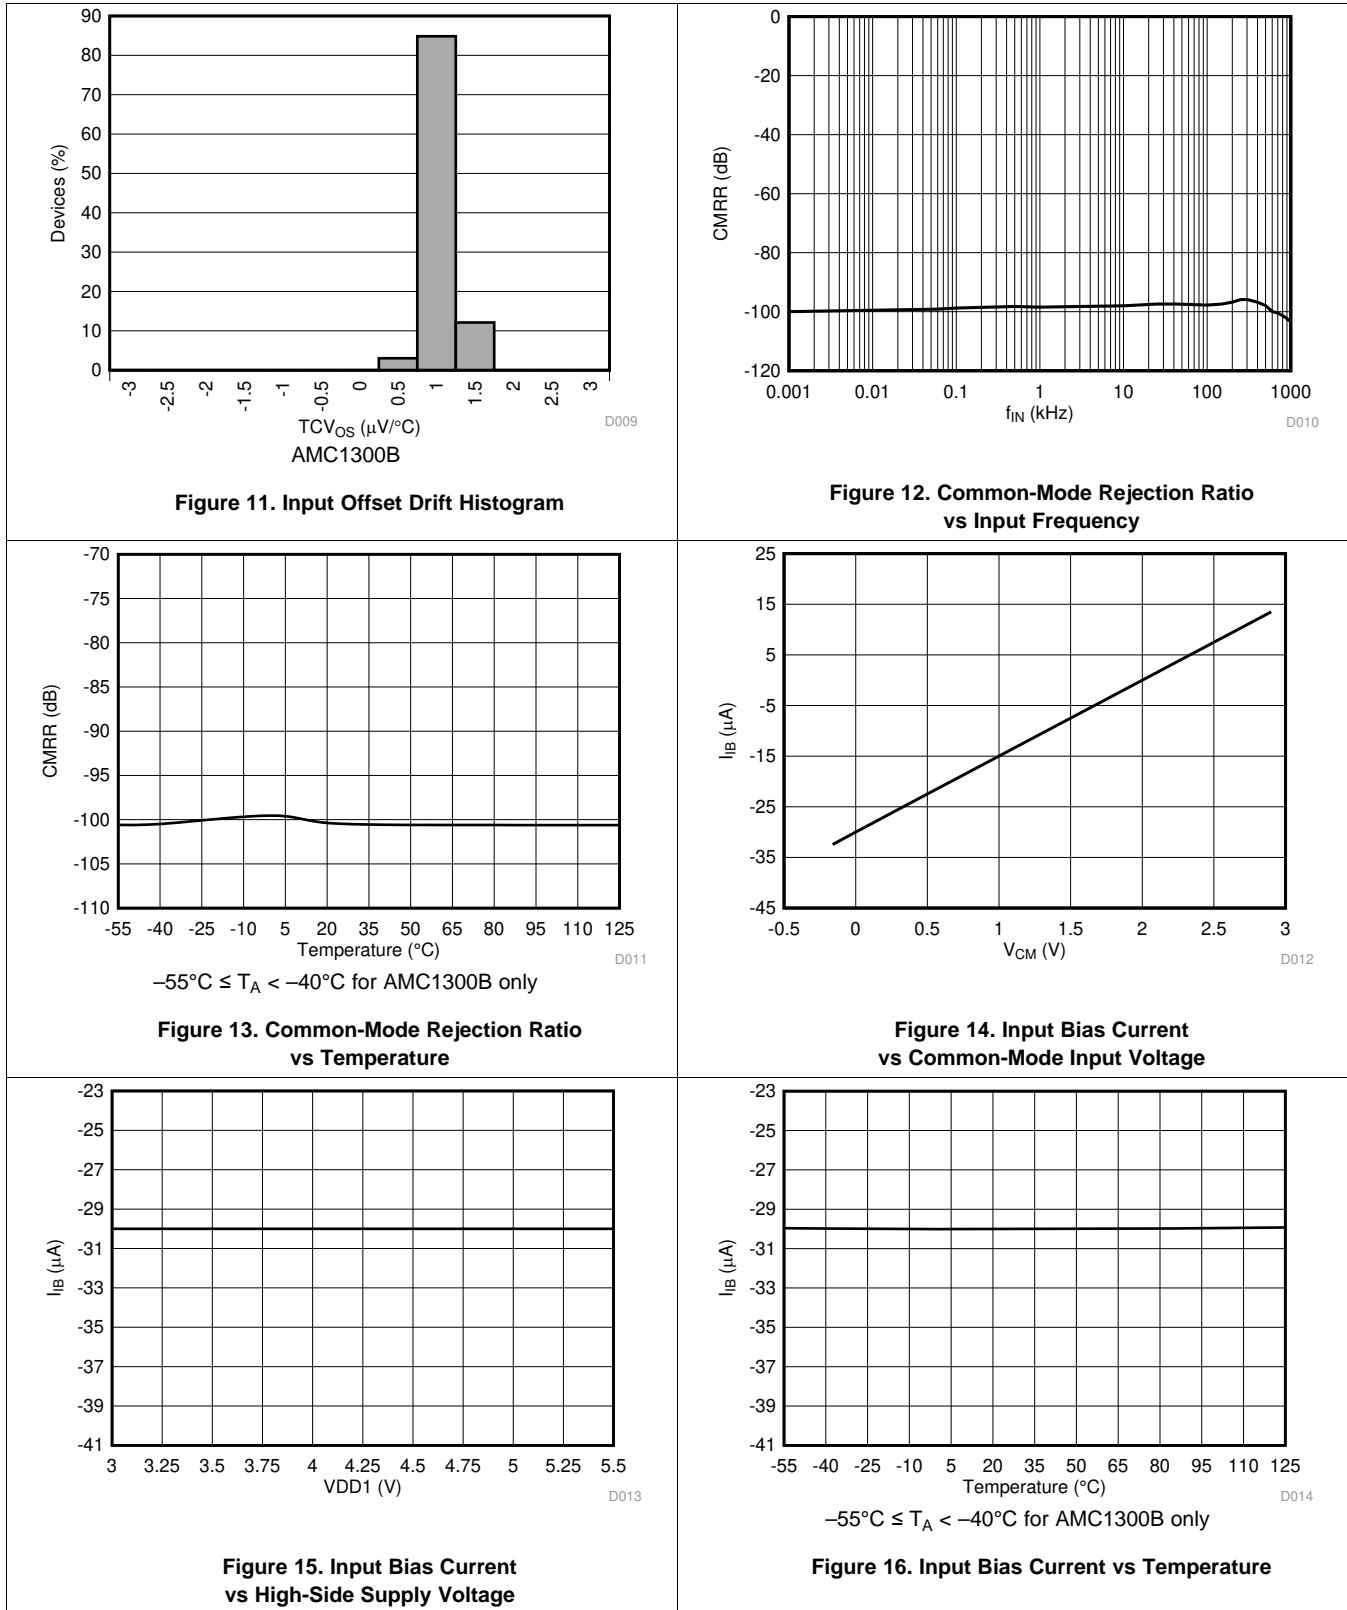 90
80
70
60
50
40
30
20
10
0
Devices (%)
-3 -2.5 -2 -1.5 -1 -0.5 0 0.5 1 1.5 2 2.5 3
TCV_OS (μV/°C)
D009
AMC1300B
Figure 11. Input Offset Drift Histogram
0
-20
-40
-60
-80
-100
-120
CMRR (dB)
0.001 0.01 0.1 1 10 100 1000
f_IN (kHz)
D010
Figure 12. Common-Mode Rejection Ratio
vs Input Frequency
-70
-75
-80
-85
-90
-95
-100
-105
-110
CMRR (dB)
-55 -40 -25 -10 5 20 35 50 65 80 95 110 125
Temperature (°C)
D011
–55°C ≤ T_A < –40°C for AMC1300B only
Figure 13. Common-Mode Rejection Ratio
vs Temperature
25
15
5
-5
-15
-25
-35
-45
I_IB (μA)
-0.5 0 0.5 1 1.5 2 2.5 3
V_CM (V)
D012
Figure 14. Input Bias Current
vs Common-Mode Input Voltage
-23
-25
-27
-29
-31
-33
-35
-37
-39
-41
I_IB (μA)
3 3.25 3.5 3.75 4 4.25 4.5 4.75 5 5.25 5.5
VDD1 (V)
D013
Figure 15. Input Bias Current
vs High-Side Supply Voltage
-23
-25
-27
-29
-31
-33
-35
-37
-39
-41
I_IB (μA)
-55 -40 -25 -10 5 20 35 50 65 80 95 110 125
Temperature (°C)
D014
–55°C ≤ T_A < –40°C for AMC1300B only
Figure 16. Input Bias Current vs Temperature